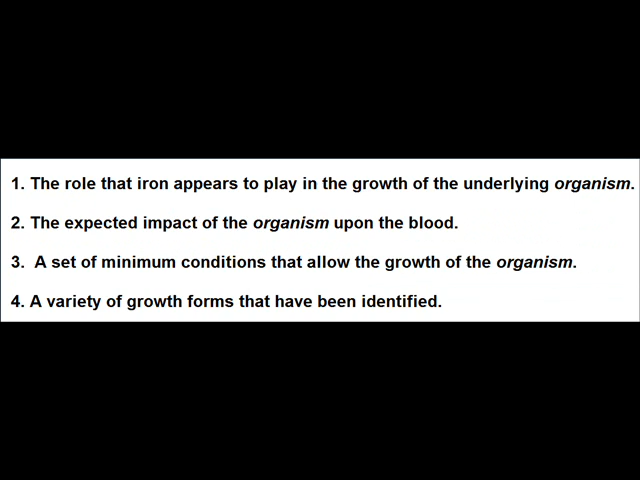 1. The role that iron appears to play in the growth of the underlying organism.
2. The expected impact of the organism upon the blood.
3.  A set of minimum conditions that allow the growth of the organism.
4. A variety of growth forms that have been identified.